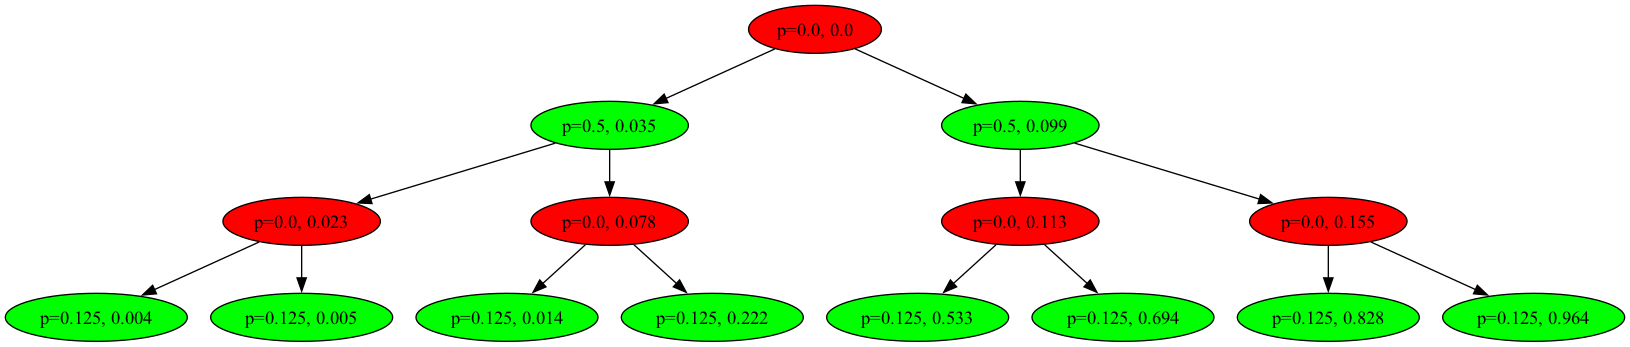 p=0.0, 0.0
p=0.5, 0.035
p=0.5, 0.099
p=0.0, 0.023
p=0.0, 0.078
p=0.0, 0.113
p=0.0, 0.155
p=0.125, 0.004
p=0.125, 0.005
p=0.125, 0.014
p=0.125, 0.222
p=0.125, 0.533
p=0.125, 0.694
p=0.125, 0.828
p=0.125, 0.964